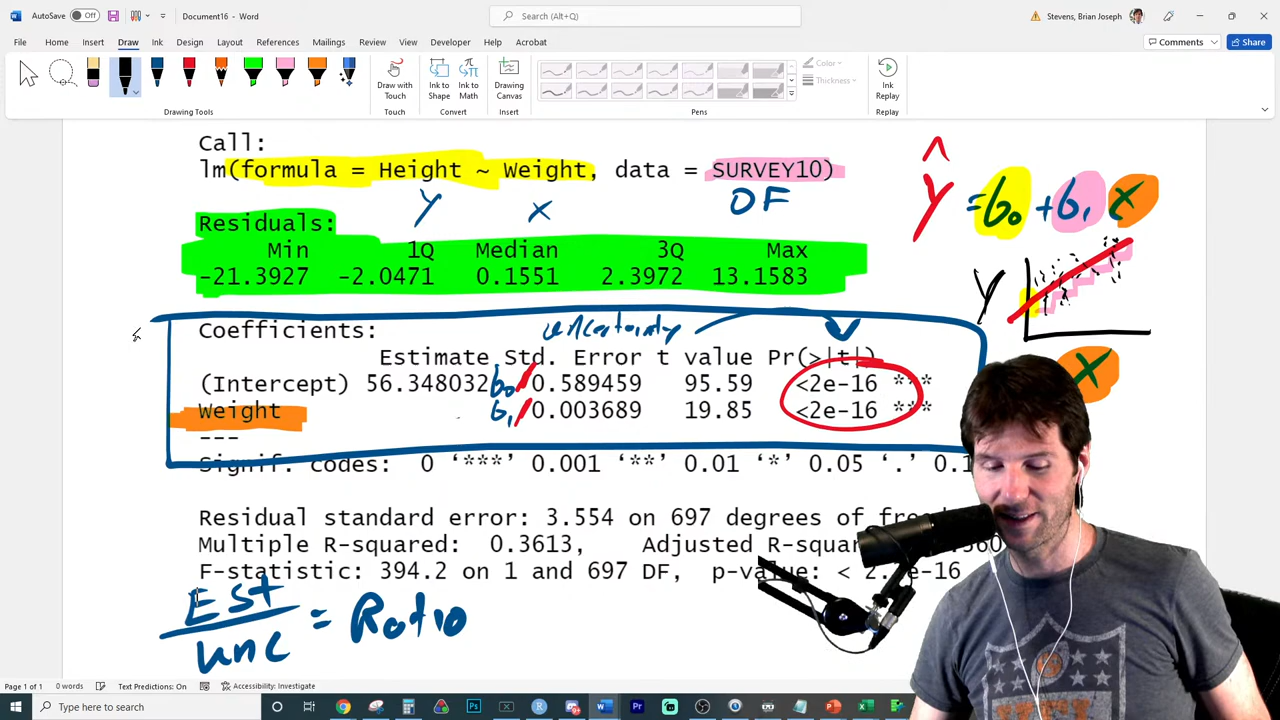 AutoSave Off Document16 - Word Search (Alt+Q) Stevens, Brian Joseph
File Home Insert Draw Ink Design Layout References Mailings Review View Developer Help Acrobat Comments Share
Draw with Touch Ink to Shape Ink to Math Drawing Canvas Color Thickness Ink Replay
Drawing Tools Touch Convert Insert Pens Replay
Call:
lm(formula = Height ~ Weight, data = SURVEY10)
Y X DF
ŷ = b0 + b1 x
Residuals:
Min 1Q Median 3Q Max
-21.3927 -2.0471 0.1551 2.3972 13.1583
Y
X
Coefficients: uncertainty
Estimate Std. Error t value Pr(>|t|)
(Intercept) 56.348032 b0 0.589459 95.59 <2e-16 ***
Weight b1 0.003689 19.85 <2e-16 ***
---
Signif. codes: 0 ‘***’ 0.001 ‘**’ 0.01 ‘*’ 0.05 ‘.’ 0.1
Residual standard error: 3.554 on 697 degrees of
Multiple R-squared: 0.3613, Adjusted
F-statistic: 394.2 on 1 and 697 DF, p-value: <
Est
unc
= Ratio
Page 1 of 1 0 words Text Predictions: On Accessibility: Investigate
Type here to search